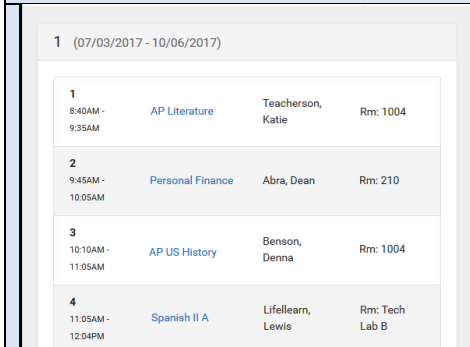 1 (07/03/2017 - 10/06/2017)
1
8:40AM -
9:35AM
AP Literature
Teacherson,
Katie
Rm: 1004
2
9:45AM -
10:05AM
Personal Finance
Abra, Dean
Rm: 210
3
10:10AM -
11:05AM
AP US History
Benson,
Denna
Rm: 1004
4
11:05AM -
12:04PM
Spanish II A
Lifellearn,
Lewis
Rm: Tech
Lab B